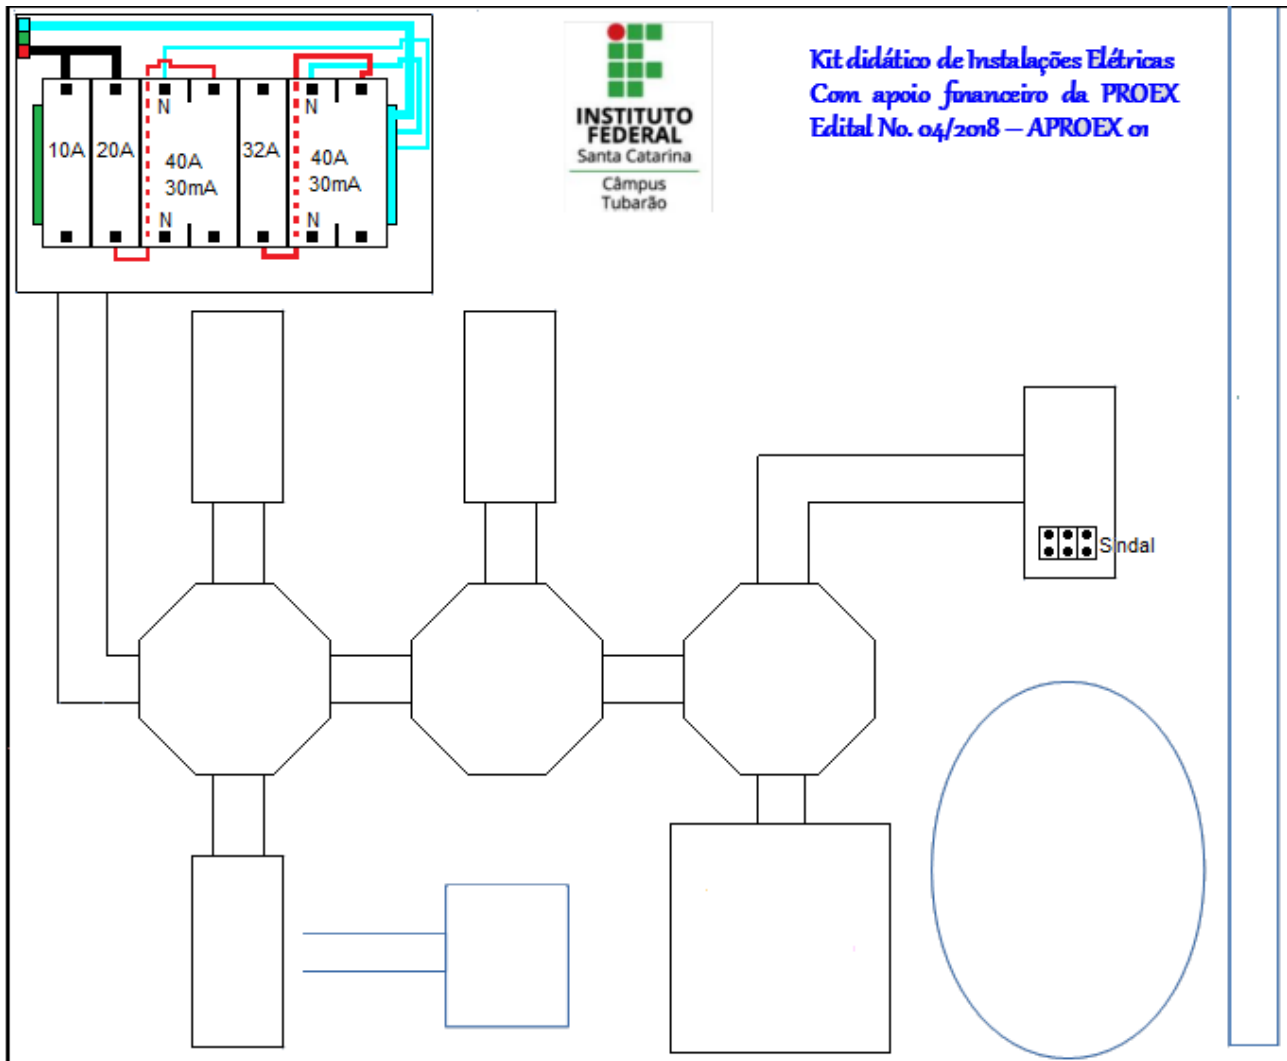 Kit didático de Instalações Elétricas
Com apoio financeiro da PROEX
Edital No. 04/2018 – APROEX 01
INSTITUTO
FEDERAL
Santa Catarina
Câmpus
Tubarão
N
N
10A
20A
40A
30mA
32A
40A
30mA
N
N
Sindal